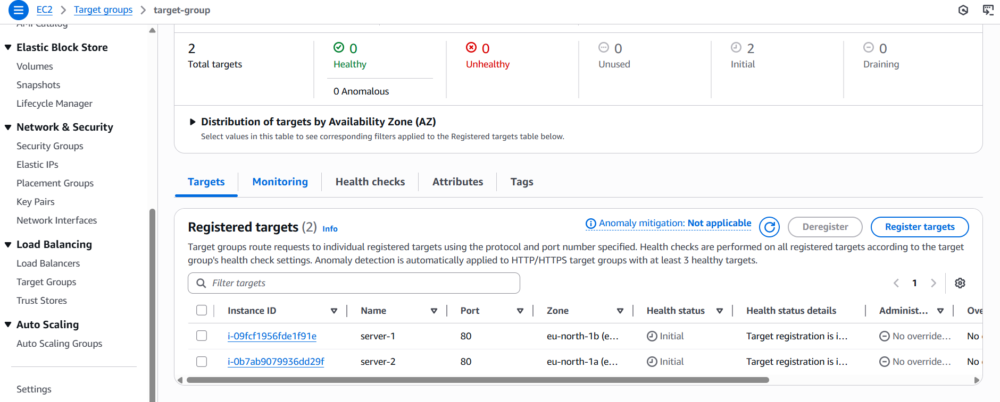 EC2 > Target groups > target-group
AMI Catalog
Elastic Block Store
Volumes
Snapshots
Lifecycle Manager
Network & Security
Security Groups
Elastic IPs
Placement Groups
Key Pairs
Network Interfaces
Load Balancing
Load Balancers
Target Groups
Trust Stores
Auto Scaling
Auto Scaling Groups
Settings
2
Total targets
0
Healthy
0 Anomalous
0
Unhealthy
0
Unused
2
Initial
0
Draining
Distribution of targets by Availability Zone (AZ)
Select values in this table to see corresponding filters applied to the Registered targets table below.
Targets Monitoring Health checks Attributes Tags
Registered targets (2) Info
Anomaly mitigation: Not applicable Deregister Register targets
Target groups route requests to individual registered targets using the protocol and port number specified. Health checks are performed on all registered targets according to the target
group's health check settings. Anomaly detection is automatically applied to HTTP/HTTPS target groups with at least 3 healthy targets.
Filter targets
1
Instance ID Name Port Zone Health status Health status details Administ... Ove
i-09fcf1956fde1f91e server-1 80 eu-north-1b (e... Initial Target registration is i... No override... No
i-0b7ab9079936dd29f server-2 80 eu-north-1a (e... Initial Target registration is i... No override... No